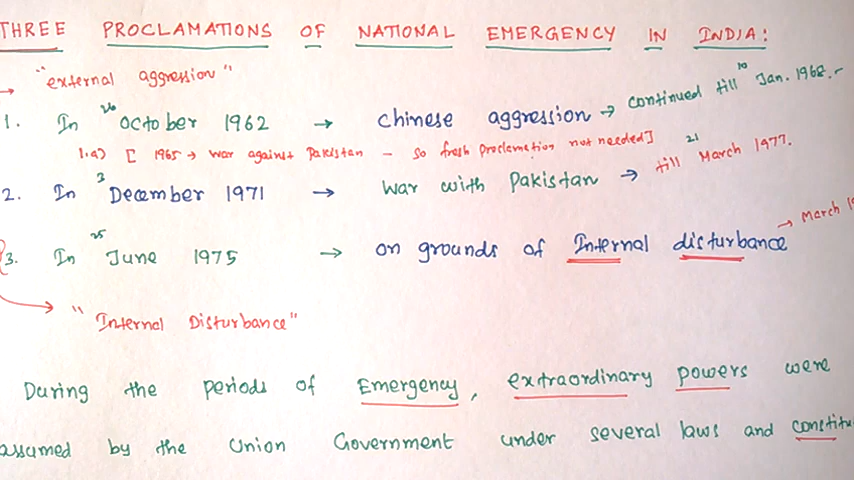 THREE PROCLAMATIONS OF NATIONAL EMERGENCY IN INDIA:
"external aggression"
1. In 26 October 1962 → Chinese aggression → continued till 10 Jan. 1968.
1.a) [ 1965 → war against Pakistan - so fresh proclamation not needed]
2. In 3 December 1971 → War with Pakistan → till 21 March 1977.
3. In 25 June 1975 → on grounds of Internal disturbance → March
"Internal Disturbance"
During the periods of Emergency, extraordinary powers were
assumed by the Union Government under several laws and constitu